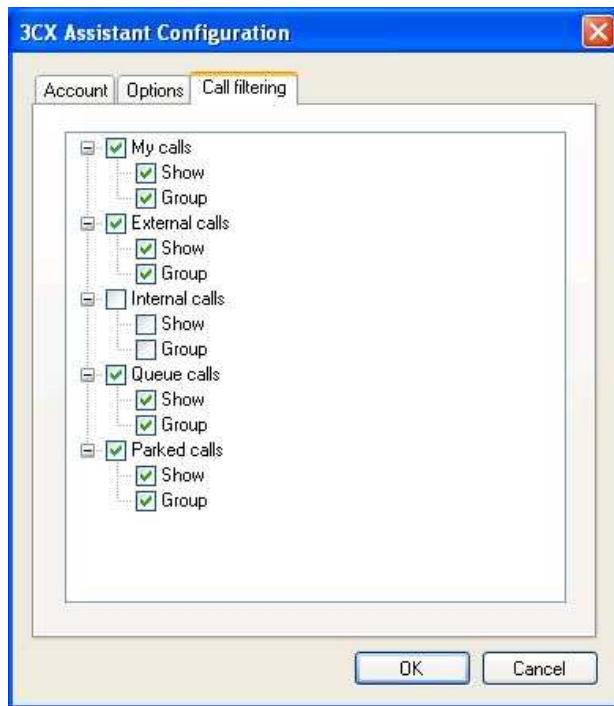 3CX Assistant Configuration
Account Options Call filtering
My calls
Show
Group
External calls
Show
Group
Internal calls
Show
Group
Queue calls
Show
Group
Parked calls
Show
Group
OK Cancel